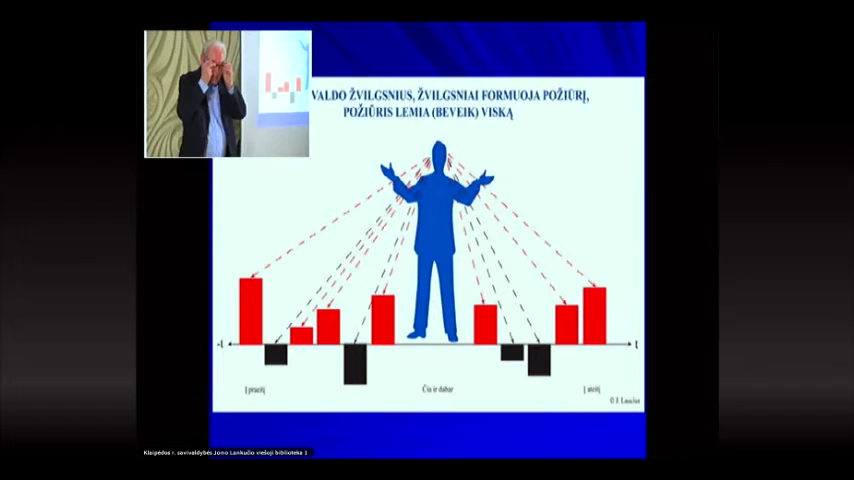 VALDO ŽVILGSNIUS, ŽVILGSNIAI FORMUOJA POŽIŪRĮ,
POŽIŪRIS LEMIA (BEVEIK) VISKĄ
-t
t
Į praeitį
Čia ir dabar
Į ateitį
© J. Laucius
Klaipėdos r. savivaldybės Jono Lankučio viešoji biblioteka 1